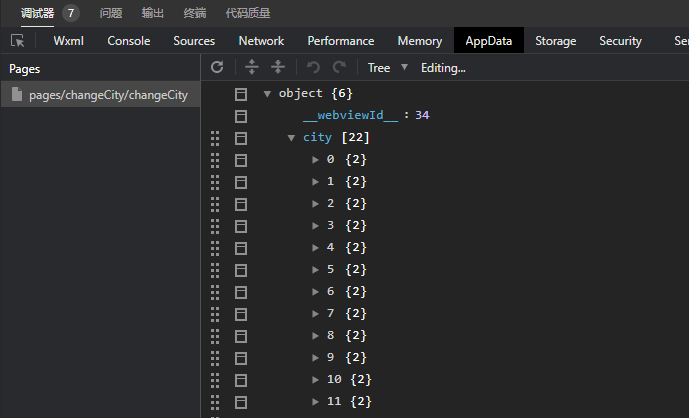 调试器 7 问题 输出 终端 代码质量
Wxml Console Sources Network Performance Memory AppData Storage Security
Pages Tree Editing...
pages/changeCity/changeCity
object {6}
__webviewId__ : 34
city [22]
0 {2}
1 {2}
2 {2}
3 {2}
4 {2}
5 {2}
6 {2}
7 {2}
8 {2}
9 {2}
10 {2}
11 {2}